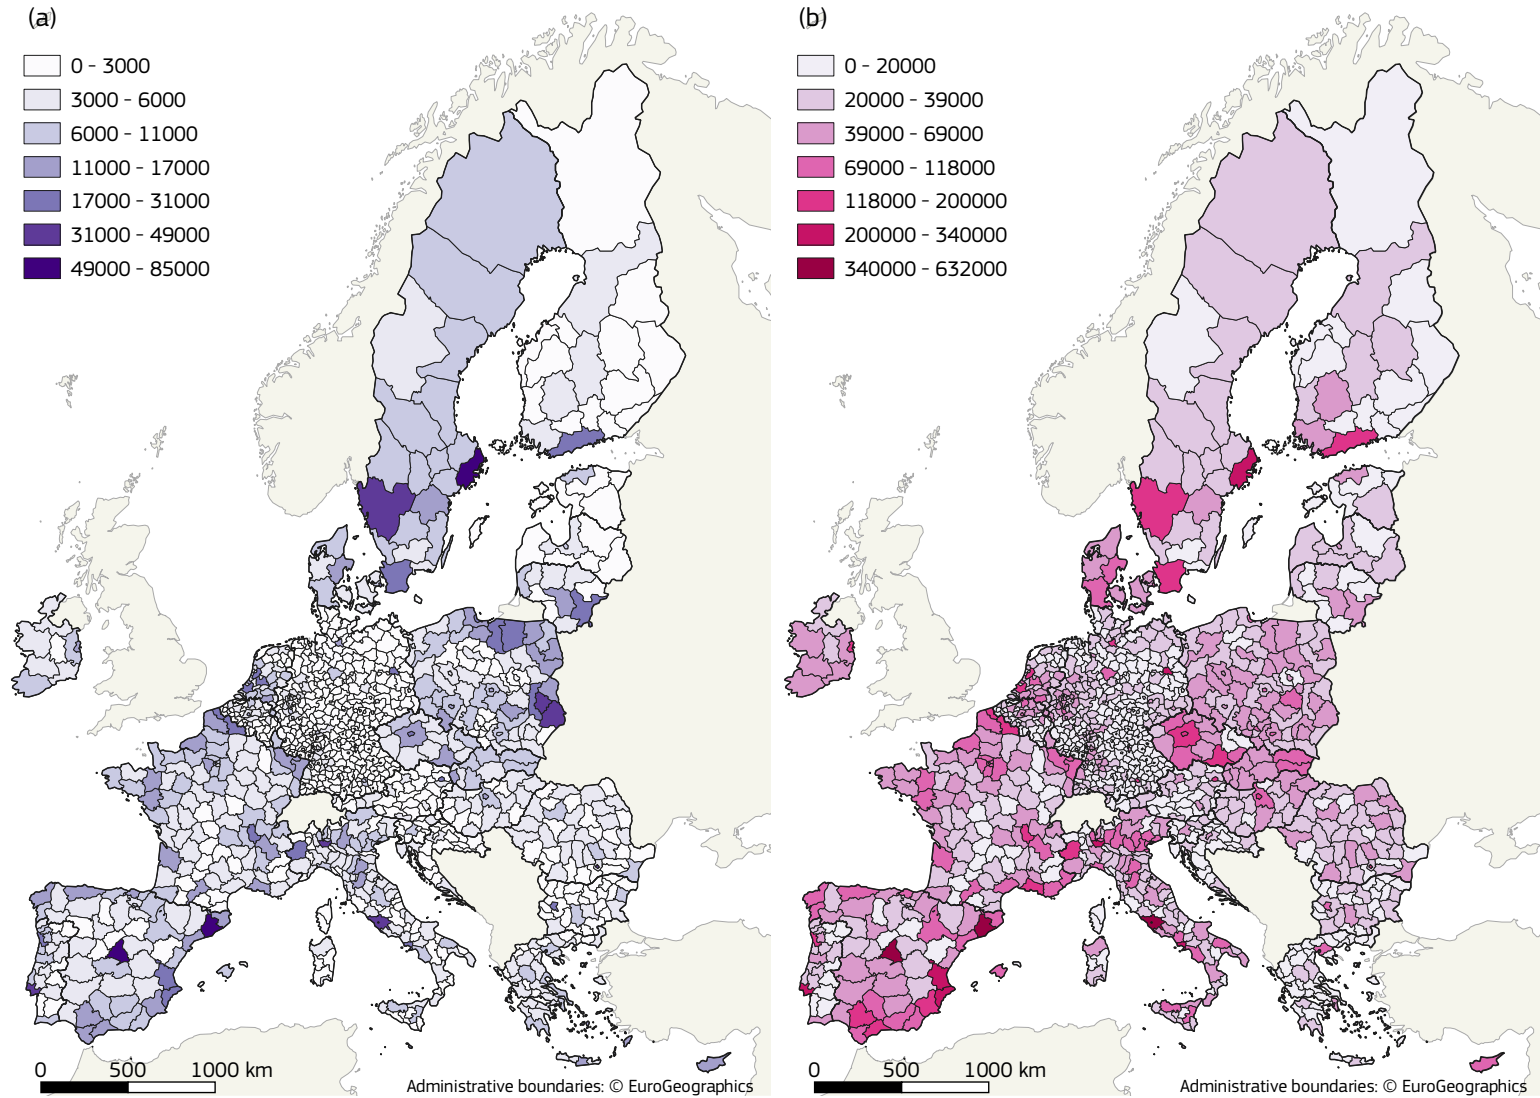 (a)
0 - 3000
3000 - 6000
6000 - 11000
11000 - 17000
17000 - 31000
31000 - 49000
49000 - 85000
0 500 1000 km
Administrative boundaries: © EuroGeographics
(b)
0 - 20000
20000 - 39000
39000 - 69000
69000 - 118000
118000 - 200000
200000 - 340000
340000 - 632000
0 500 1000 km
Administrative boundaries: © EuroGeographics